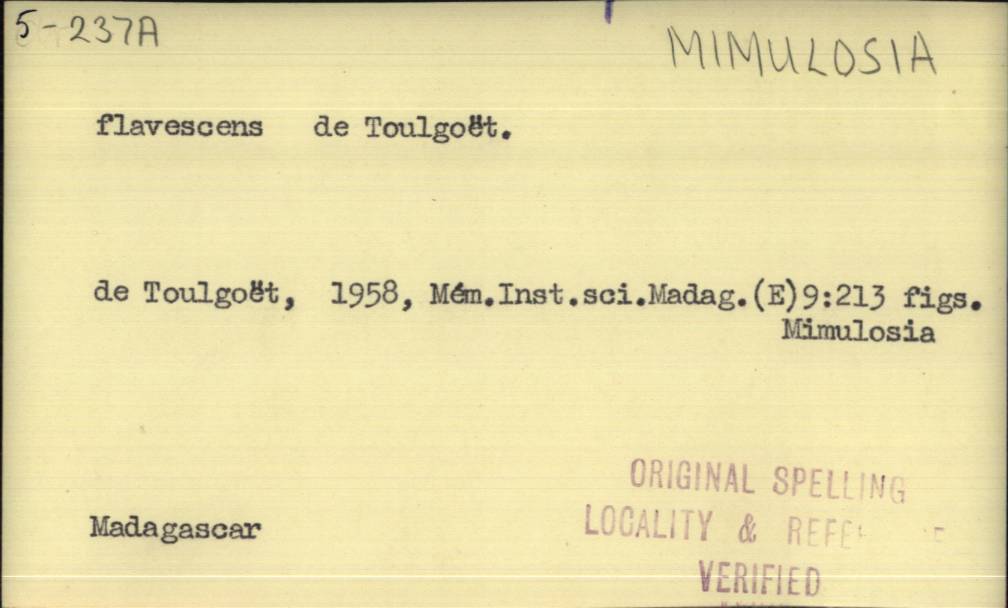 5-237A
MIMULOSIA
flavescens de Toulgoët.
de Toulgoët, 1958, Mém.Inst.sci.Madag.(E)9:213 figs.
Mimulosia
Madagascar
ORIGINAL SPELLING
LOCALITY &
VERIFIED